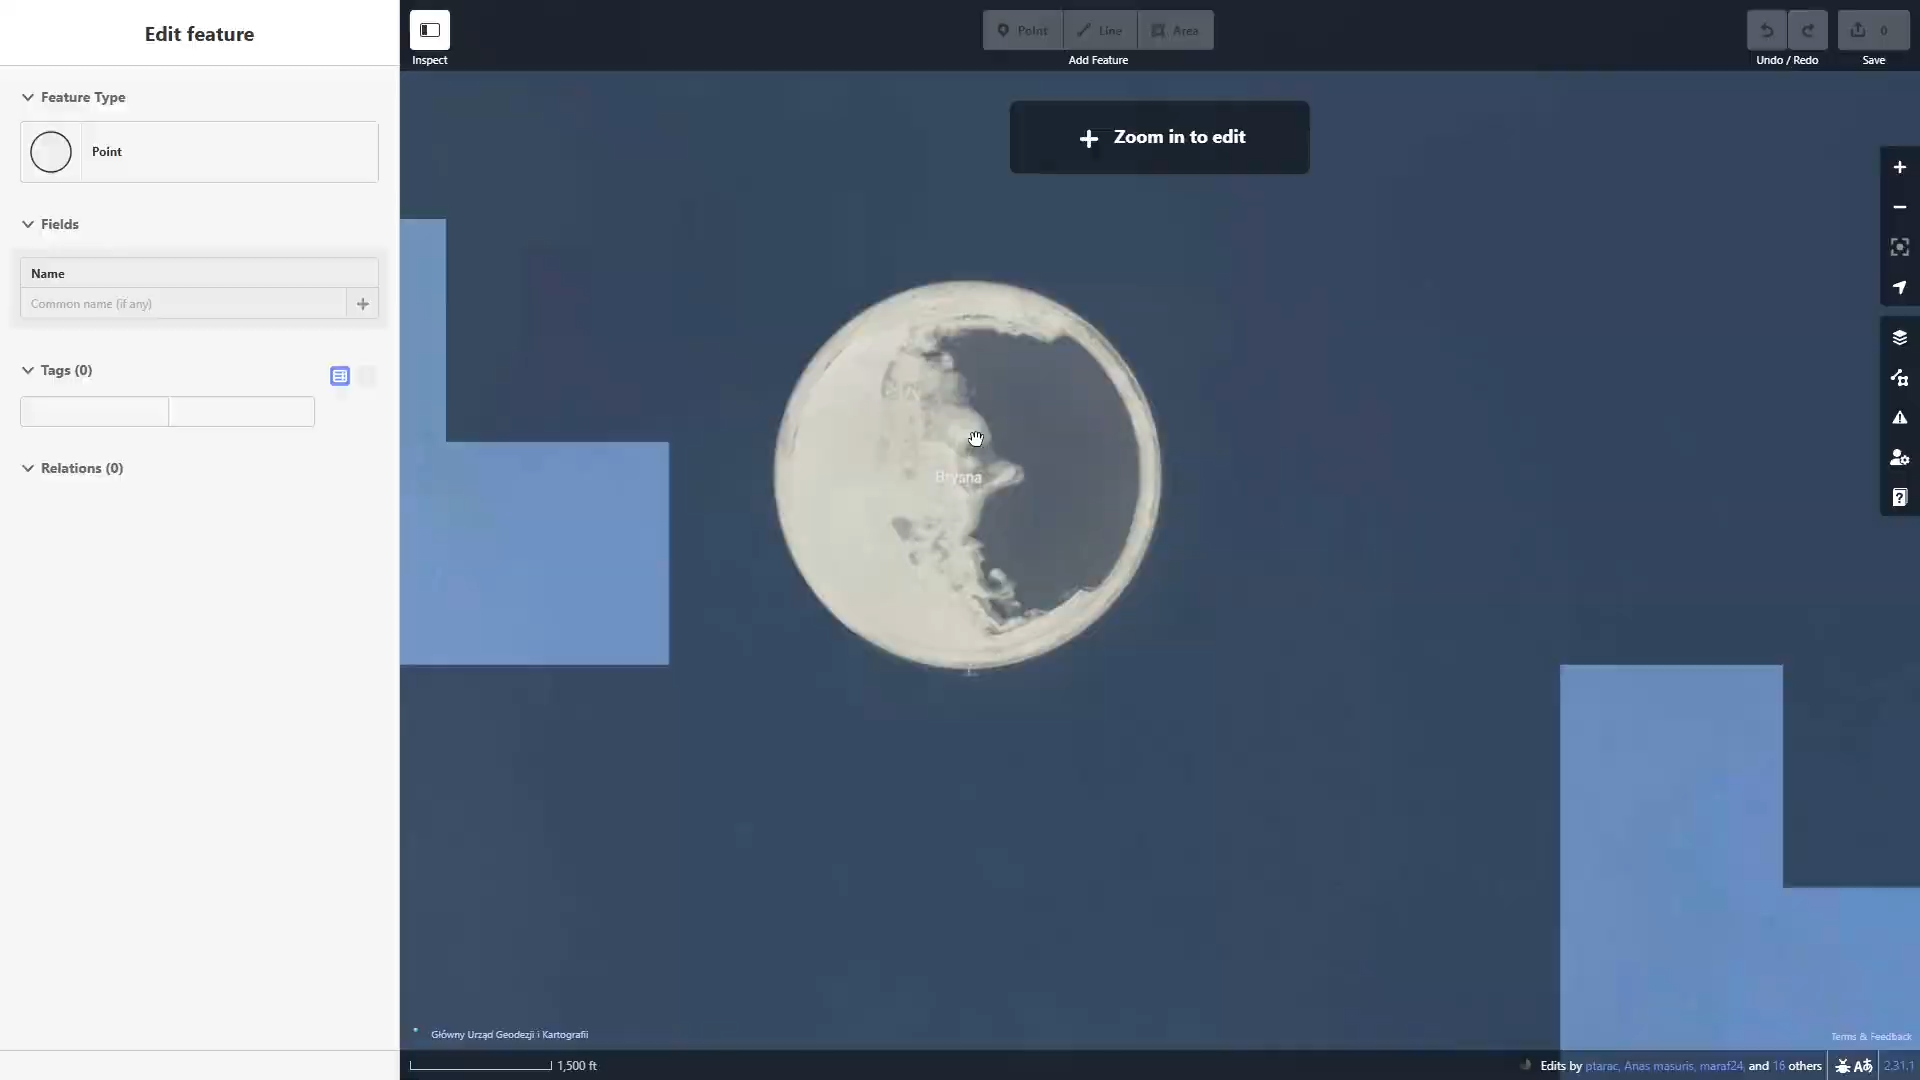 Edit feature
Inspect
Point
Line
Area
Add Feature
Undo / Redo
0
Save
Feature Type
Point
Zoom in to edit
Fields
Name
Common name (if any)
Tags (0)
Relations (0)
Bryana
Główny Urząd Geodezji i Kartografii
Terms & Feedback
1,500 ft
Edits by ptarac, Anas masuris, maraf24, and 16 others
2.31.1